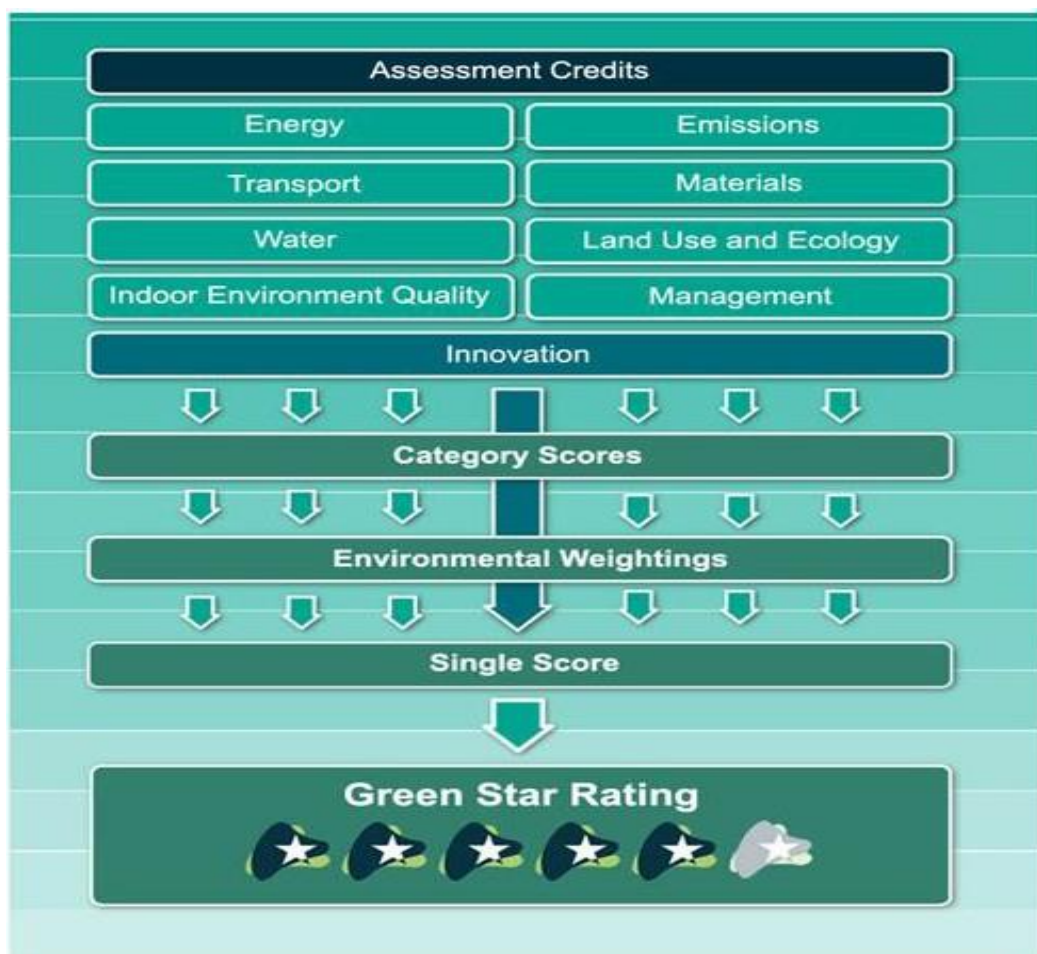 Assessment Credits
Energy
Emissions
Transport
Materials
Water
Land Use and Ecology
Indoor Environment Quality
Management
Innovation
Category Scores
Environmental Weightings
Single Score
Green Star Rating